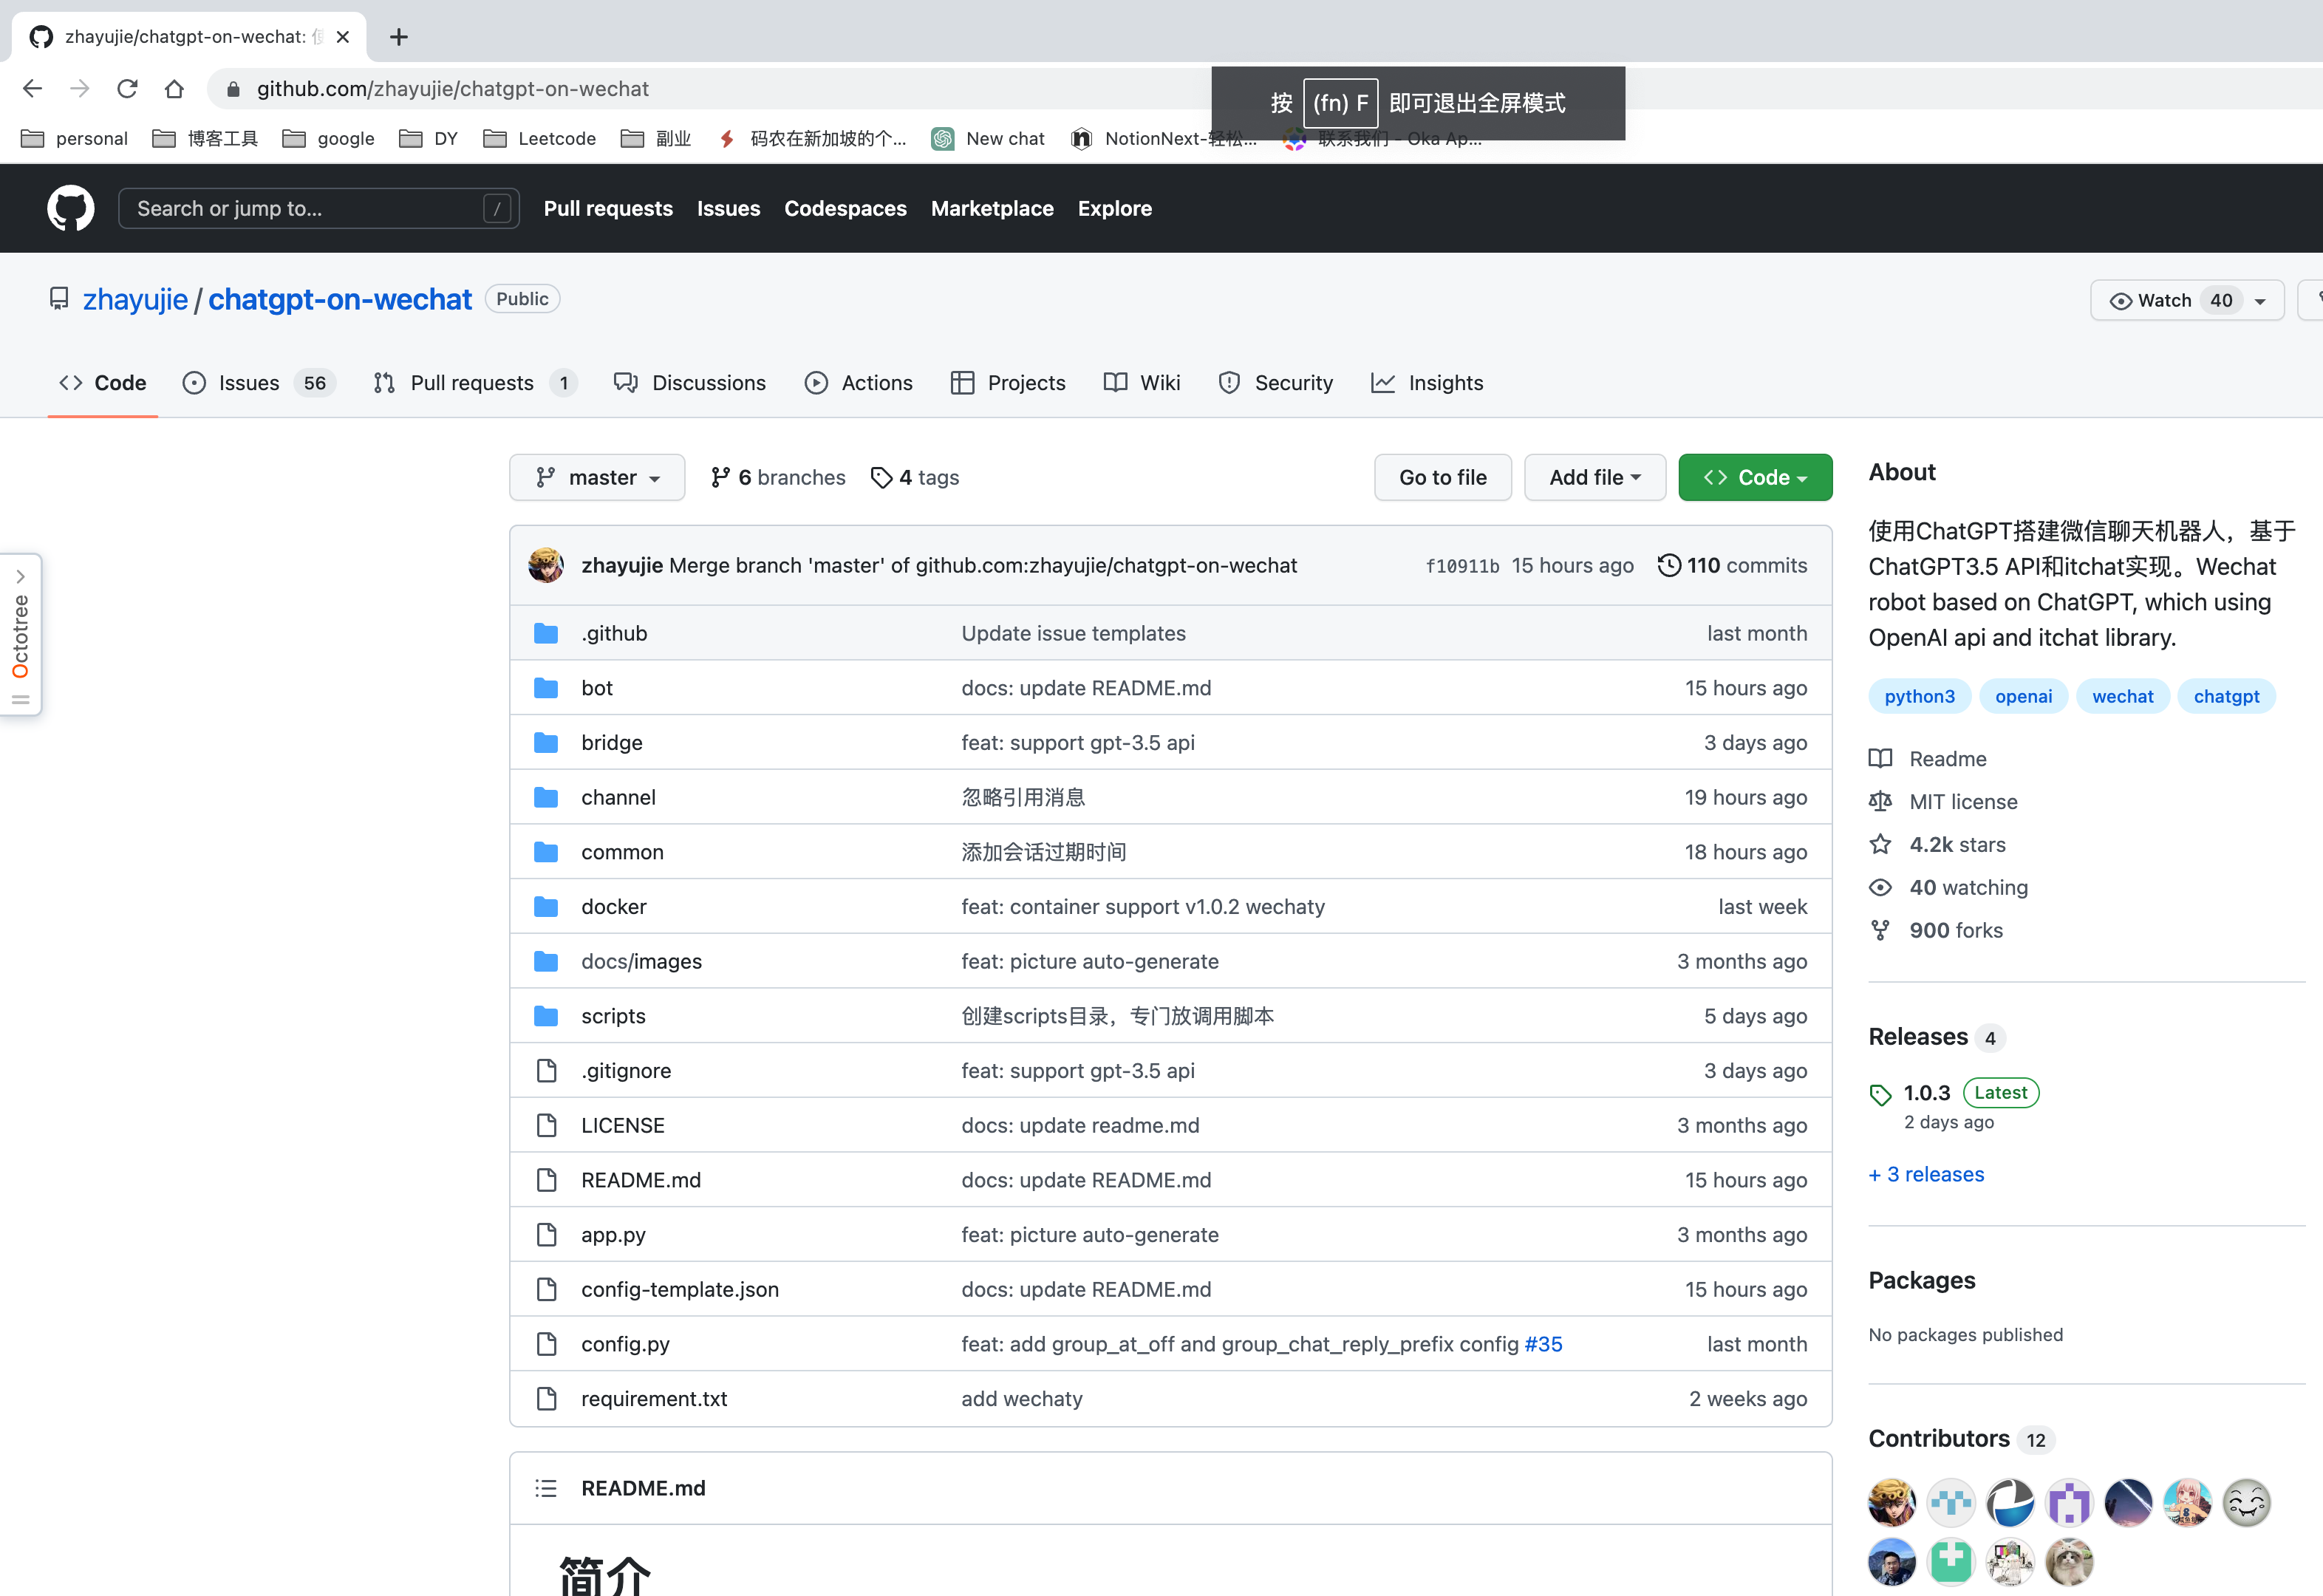 zhayujie/chatgpt-on-wechat:
github.com/zhayujie/chatgpt-on-wechat
按 (fn) F 即可退出全屏模式
personal 博客工具 google DY Leetcode 副业 码农在新加坡的个... New chat NotionNext-轻松... 联系我们 - Oka Ap...
Search or jump to... / Pull requests Issues Codespaces Marketplace Explore
zhayujie / chatgpt-on-wechat Public Watch 40
Code Issues 56 Pull requests 1 Discussions Actions Projects Wiki Security Insights
master 6 branches 4 tags Go to file Add file Code
zhayujie Merge branch 'master' of github.com:zhayujie/chatgpt-on-wechat f10911b 15 hours ago 110 commits
.github Update issue templates last month
bot docs: update README.md 15 hours ago
bridge feat: support gpt-3.5 api 3 days ago
channel 忽略引用消息 19 hours ago
common 添加会话过期时间 18 hours ago
docker feat: container support v1.0.2 wechaty last week
docs/images feat: picture auto-generate 3 months ago
scripts 创建scripts目录，专门放调用脚本 5 days ago
.gitignore feat: support gpt-3.5 api 3 days ago
LICENSE docs: update readme.md 3 months ago
README.md docs: update README.md 15 hours ago
app.py feat: picture auto-generate 3 months ago
config-template.json docs: update README.md 15 hours ago
config.py feat: add group_at_off and group_chat_reply_prefix config #35 last month
requirement.txt add wechaty 2 weeks ago
README.md
简介
Octotree
About
使用ChatGPT搭建微信聊天机器人，基于
ChatGPT3.5 API和itchat实现。Wechat
robot based on ChatGPT, which using
OpenAI api and itchat library.
python3 openai wechat chatgpt
Readme
MIT license
4.2k stars
40 watching
900 forks
Releases 4
1.0.3 Latest
2 days ago
+ 3 releases
Packages
No packages published
Contributors 12